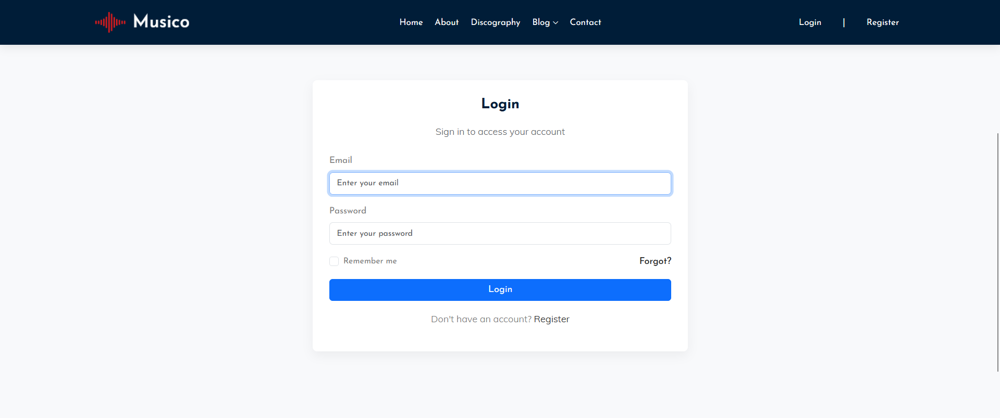 Musico
Home About Discography Blog Contact
Login | Register
Login
Sign in to access your account
Email
Enter your email
Password
Enter your password
Remember me Forgot?
Login
Don't have an account? Register